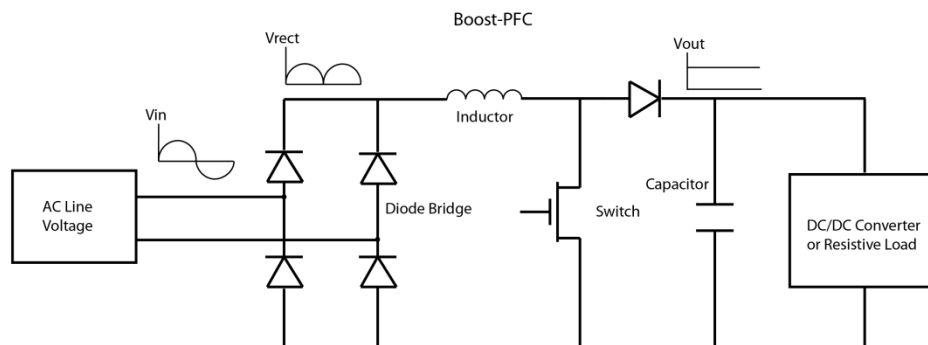 Boost-PFC
Vrect
Vout
Vin
Inductor
AC Line
Voltage
Diode Bridge
Capacitor
Switch
DC/DC Converter
or Resistive Load